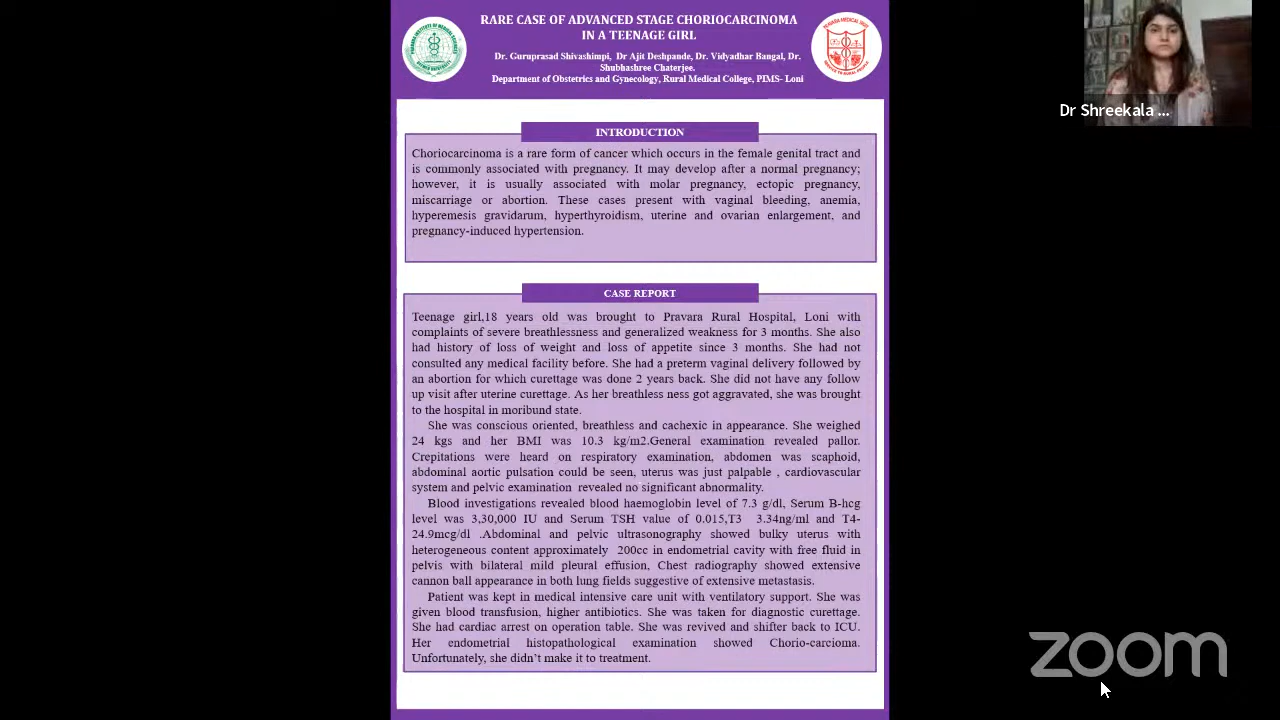 RARE CASE OF ADVANCED STAGE CHORIOCARCINOMA
IN A TEENAGE GIRL
Dr. Guruprasad Shivashimpi, Dr Ajit Deshpande, Dr. Vidyadhar Bangal, Dr.
Shubhashree Chaterjee.
Department of Obstetrics and Gynecology, Rural Medical College, PIMS- Loni
Dr Shreekala ...
INTRODUCTION
Choriocarcinoma is a rare form of cancer which occurs in the female genital tract and
is commonly associated with pregnancy. It may develop after a normal pregnancy;
however, it is usually associated with molar pregnancy, ectopic pregnancy,
miscarriage or abortion. These cases present with vaginal bleeding, anemia,
hyperemesis gravidarum, hyperthyroidism, uterine and ovarian enlargement, and
pregnancy-induced hypertension.
CASE REPORT
Teenage girl,18 years old was brought to Pravara Rural Hospital, Loni with
complaints of severe breathlessness and generalized weakness for 3 months. She also
had history of loss of weight and loss of appetite since 3 months. She had not
consulted any medical facility before. She had a preterm vaginal delivery followed by
an abortion for which curettage was done 2 years back. She did not have any follow
up visit after uterine curettage. As her breathless ness got aggravated, she was brought
to the hospital in moribund state.
She was conscious oriented, breathless and cachexic in appearance. She weighed
24 kgs and her BMI was 10.3 kg/m2.General examination revealed pallor.
Crepitations were heard on respiratory examination, abdomen was scaphoid,
abdominal aortic pulsation could be seen, uterus was just palpable , cardiovascular
system and pelvic examination revealed no significant abnormality.
Blood investigations revealed blood haemoglobin level of 7.3 g/dl, Serum B-hcg
level was 3,30,000 IU and Serum TSH value of 0.015,T3 3.34ng/ml and T4-
24.9mcg/dl .Abdominal and pelvic ultrasonography showed bulky uterus with
heterogeneous content approximately 200cc in endometrial cavity with free fluid in
pelvis with bilateral mild pleural effusion, Chest radiography showed extensive
cannon ball appearance in both lung fields suggestive of extensive metastasis.
Patient was kept in medical intensive care unit with ventilatory support. She was
given blood transfusion, higher antibiotics. She was taken for diagnostic curettage.
She had cardiac arrest on operation table. She was revived and shifter back to ICU.
Her endometrial histopathological examination showed Chorio-carcioma.
Unfortunately, she didn't make it to treatment.
zoom